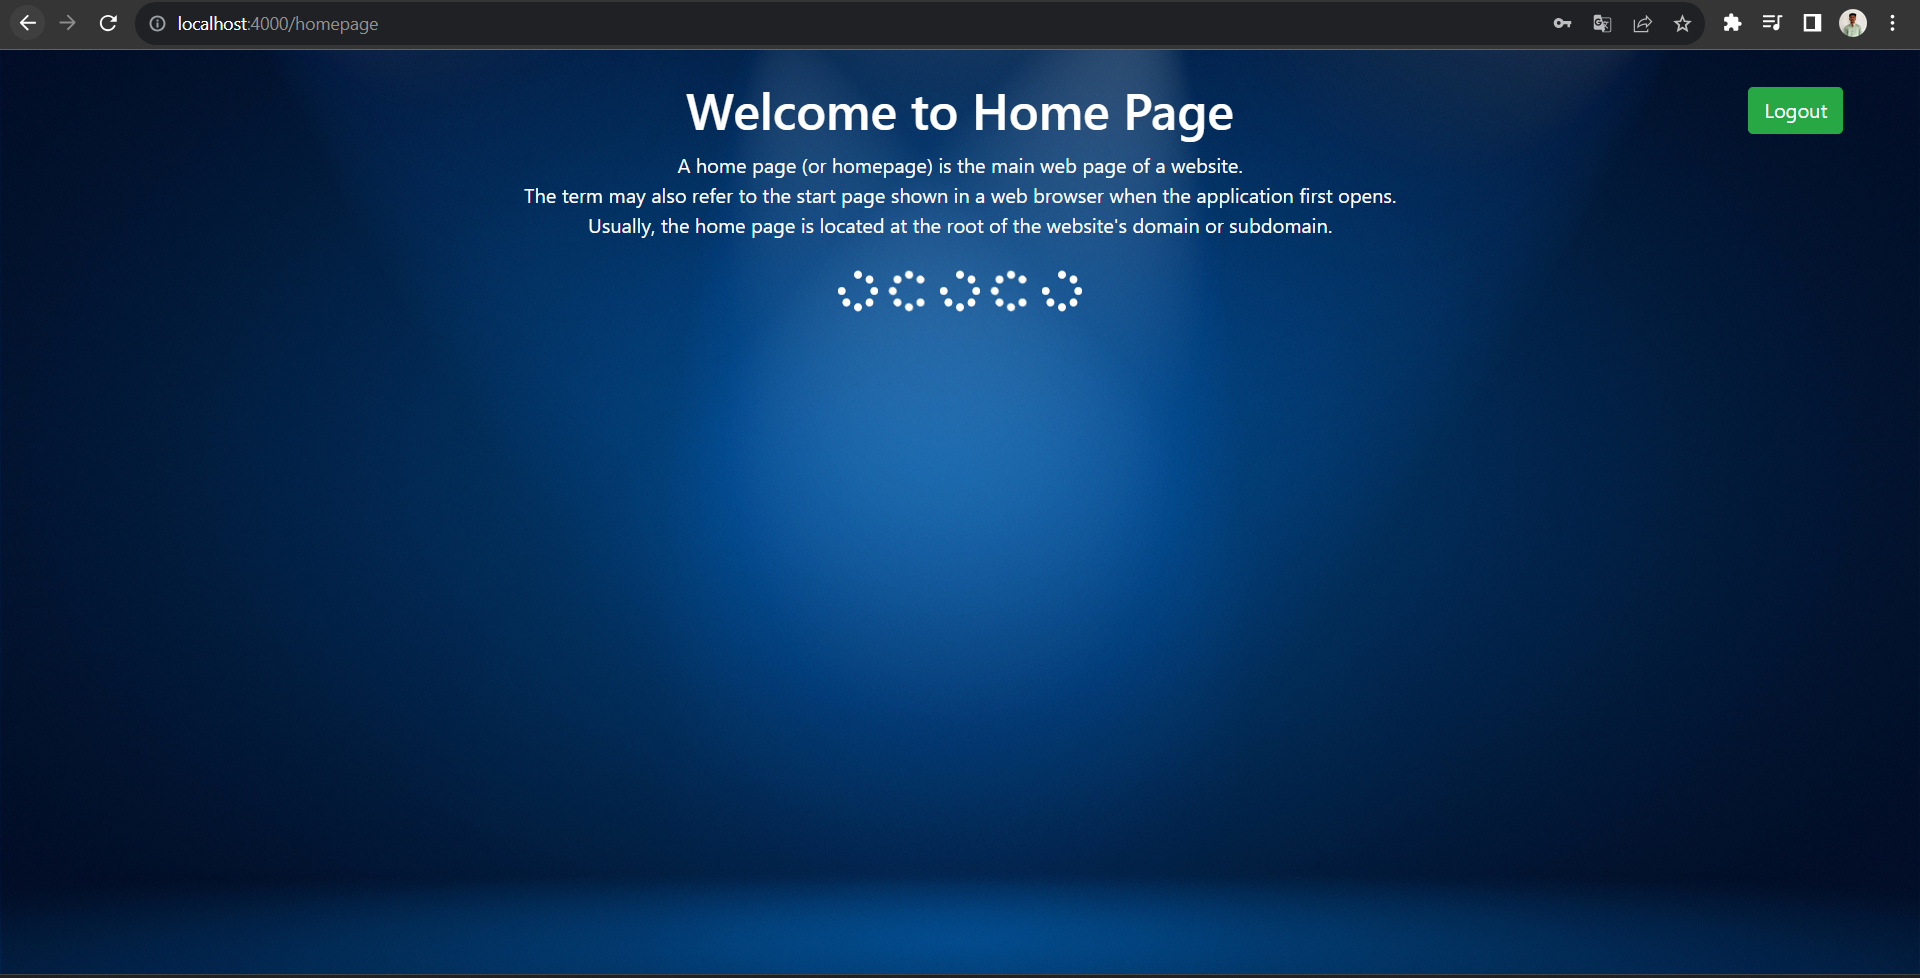 localhost:4000/homepage
Welcome to Home Page
Logout
A home page (or homepage) is the main web page of a website.
The term may also refer to the start page shown in a web browser when the application first opens.
Usually, the home page is located at the root of the website's domain or subdomain.